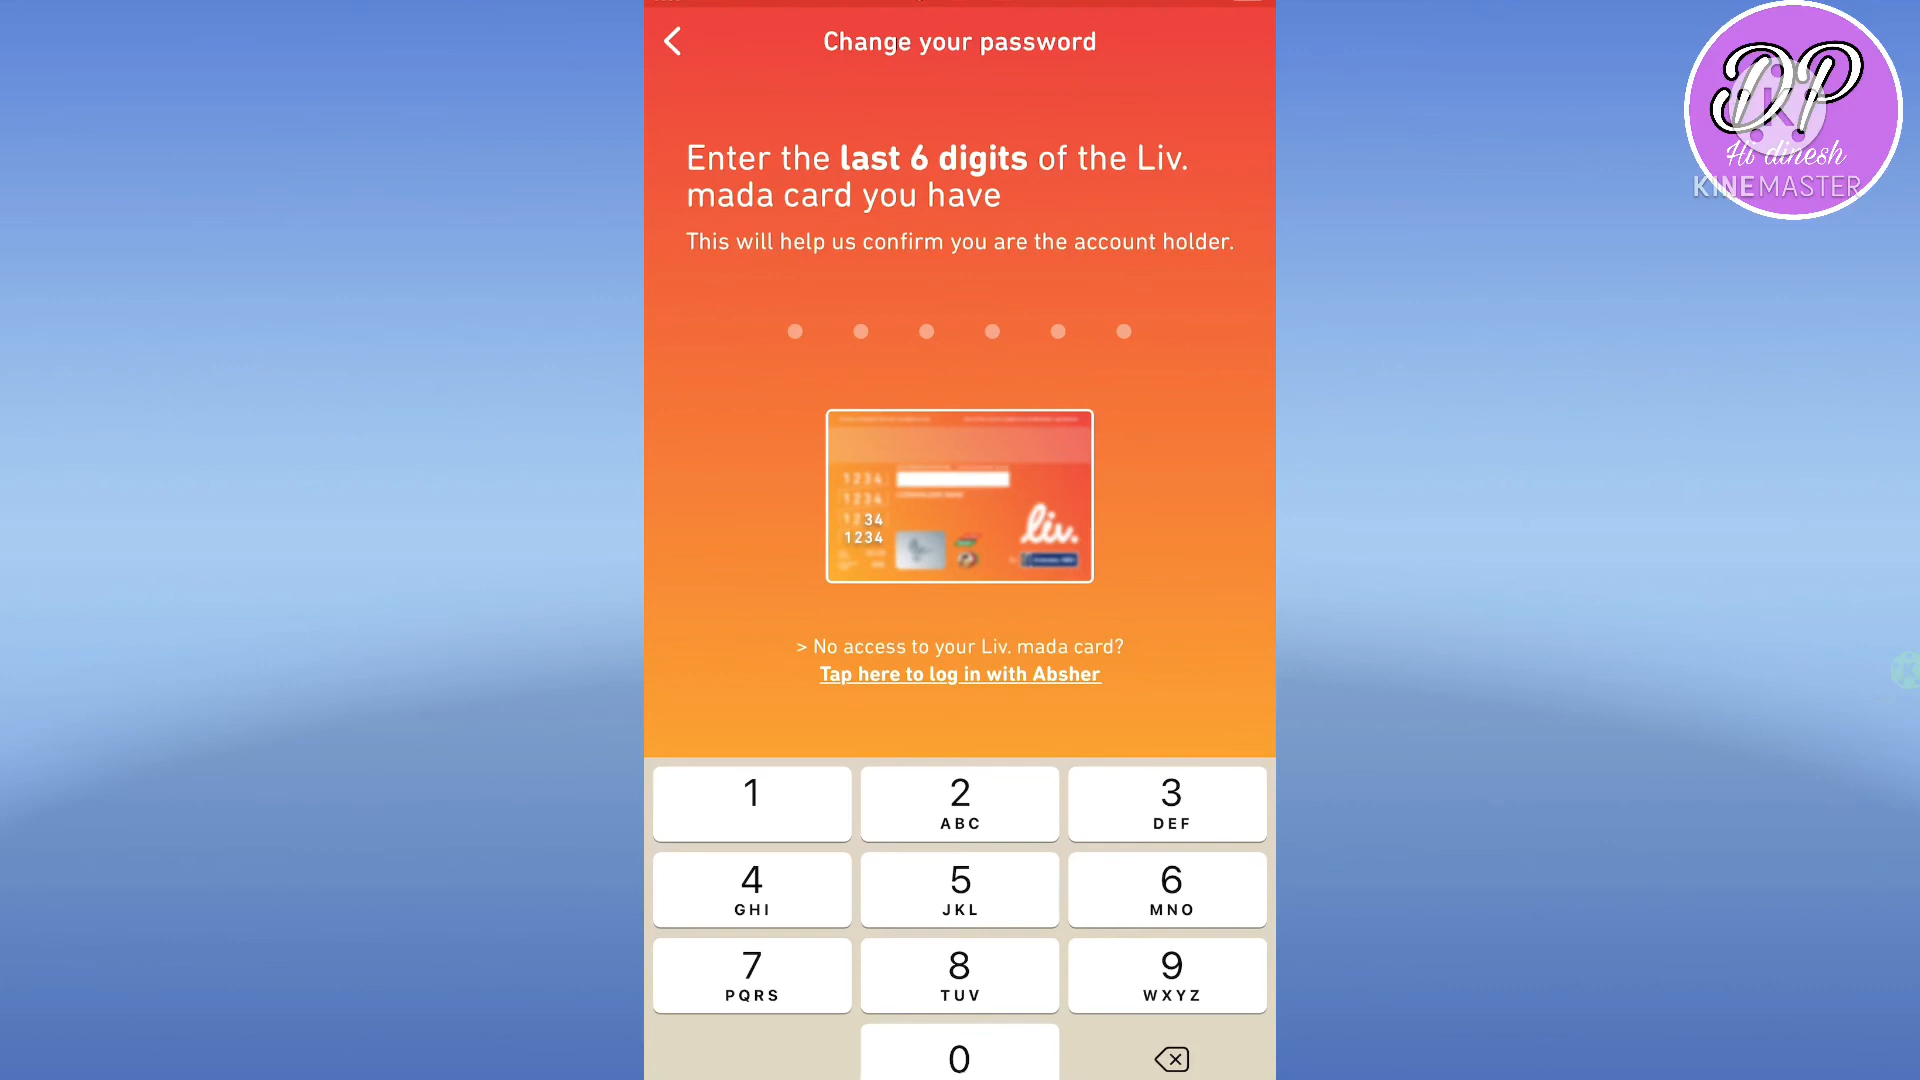 Change your password
DP
K
Hi dinesh
KINEMASTER
Enter the last 6 digits of the Liv.
mada card you have
This will help us confirm you are the account holder.
1234
1234
1234
1234
liv.
> No access to your Liv. mada card?
Tap here to log in with Absher
1
2
ABC
3
DEF
4
GHI
5
JKL
6
MNO
7
PQRS
8
TUV
9
WXYZ
0